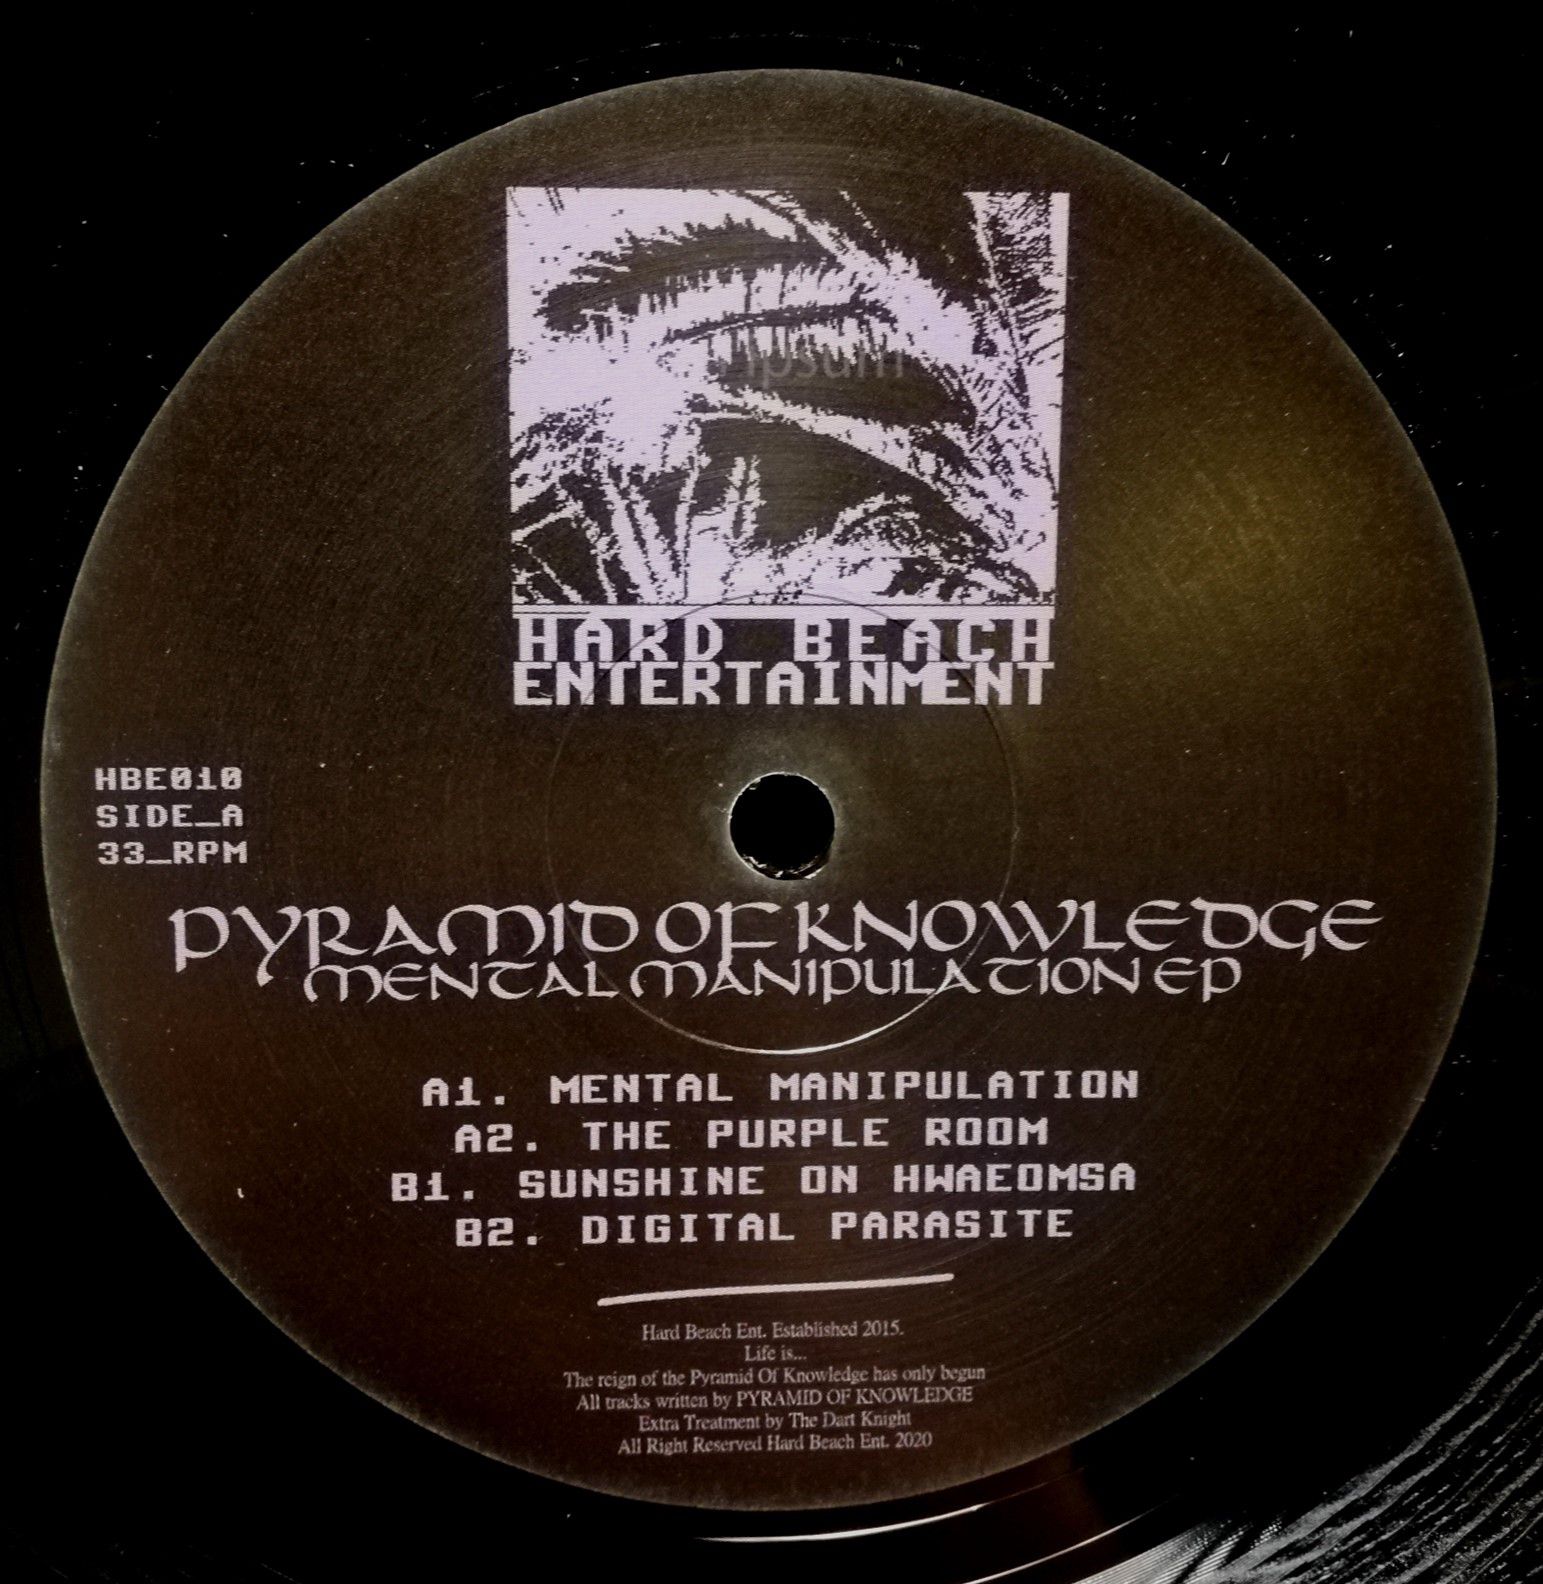 ipsum
HARD BEACH
ENTERTAINMENT
HBE010
SIDE_A
33_RPM
PYRAMID OF KNOWLEDGE
MENTAL MANIPULATION EP
A1. MENTAL MANIPULATION
A2. THE PURPLE ROOM
B1. SUNSHINE ON HWAEOMSA
B2. DIGITAL PARASITE
Hard Beach Ent. Established 2015.
Life is...
The reign of the Pyramid Of Knowledge has only begun
All tracks written by PYRAMID OF KNOWLEDGE
Extra Treatment by The Dart Knight
All Right Reserved Hard Beach Ent. 2020